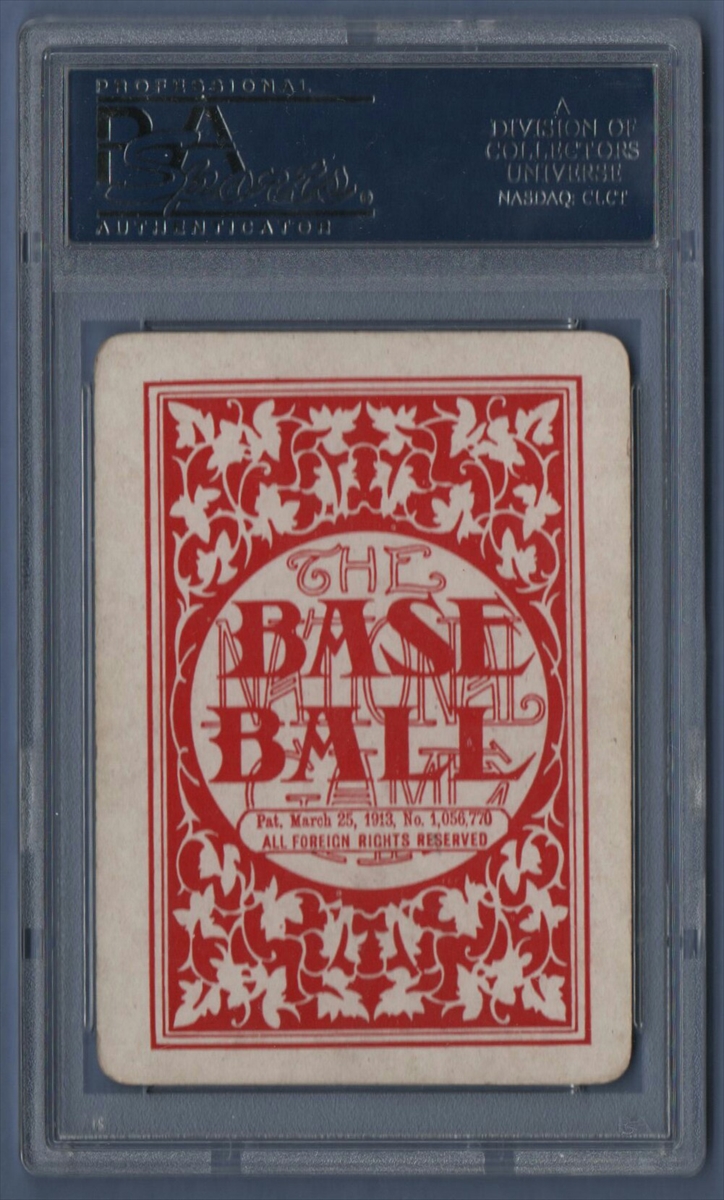 PROFESSIONAL
PSA
Sports®
AUTHENTICATOR
A
DIVISION OF
COLLECTORS
UNIVERSE
NASDAQ: CLCT
THE
BASE
NATIONAL
BALL
GAME
Pat. March 25, 1913, No. 1,056,770
ALL FOREIGN RIGHTS RESERVED